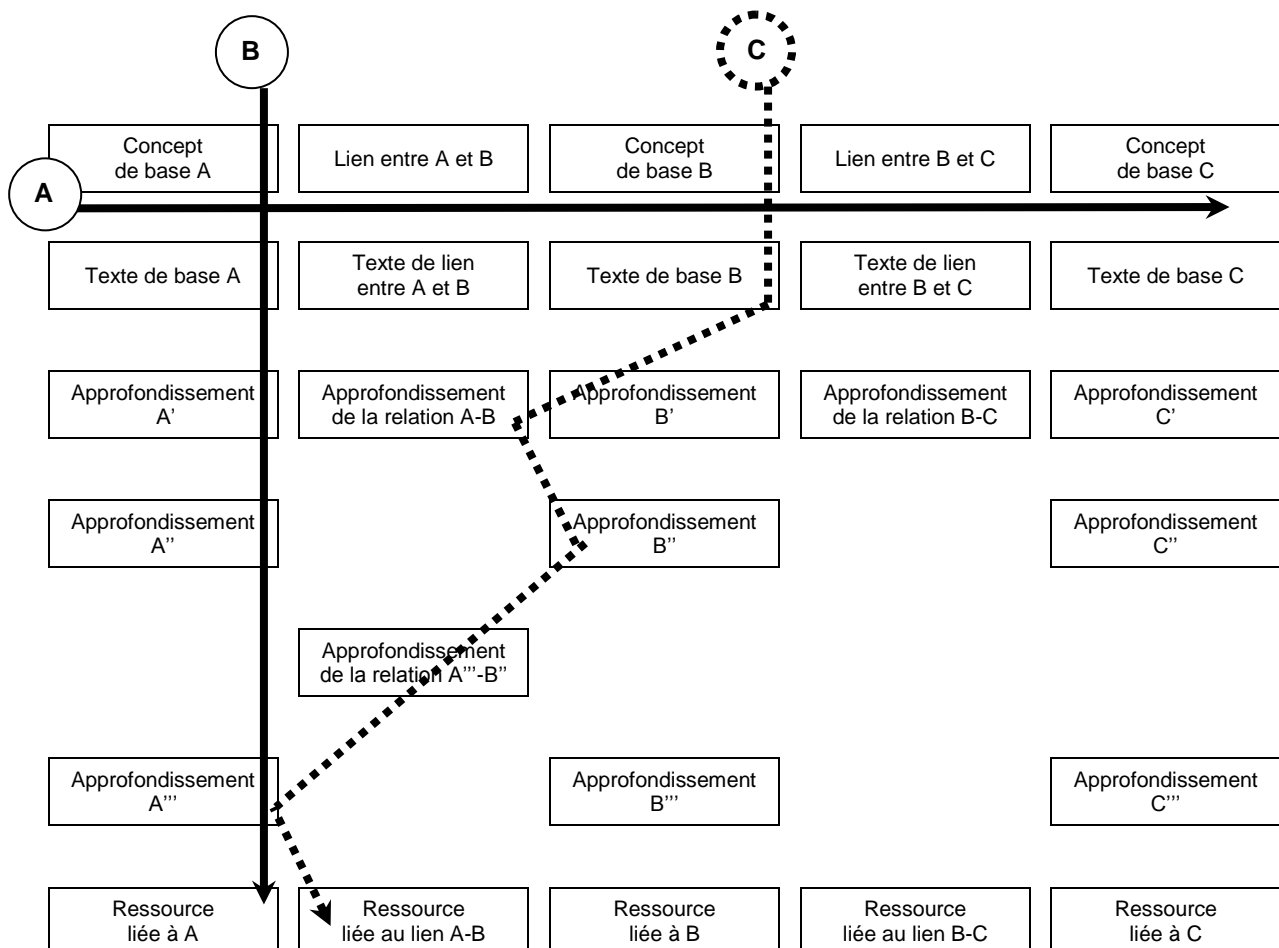 B
C
Concept
de base A
Lien entre A et B
Concept
de base B
Lien entre B et C
Concept
de base C
A
Texte de base A
Texte de lien
entre A et B
Texte de base B
Texte de lien
entre B et C
Texte de base C
Approfondissement
A’
Approfondissement
de la relation A-B
Approfondissement
B’
Approfondissement
de la relation B-C
Approfondissement
C’
Approfondissement
A’’
Approfondissement
B’’
Approfondissement
C’’
Approfondissement
de la relation A’’’-B’’
Approfondissement
A’’’
Approfondissement
B’’’
Approfondissement
C’’’
Ressource
liée à A
Ressource
liée au lien A-B
Ressource
liée à B
Ressource
liée au lien B-C
Ressource
liée à C